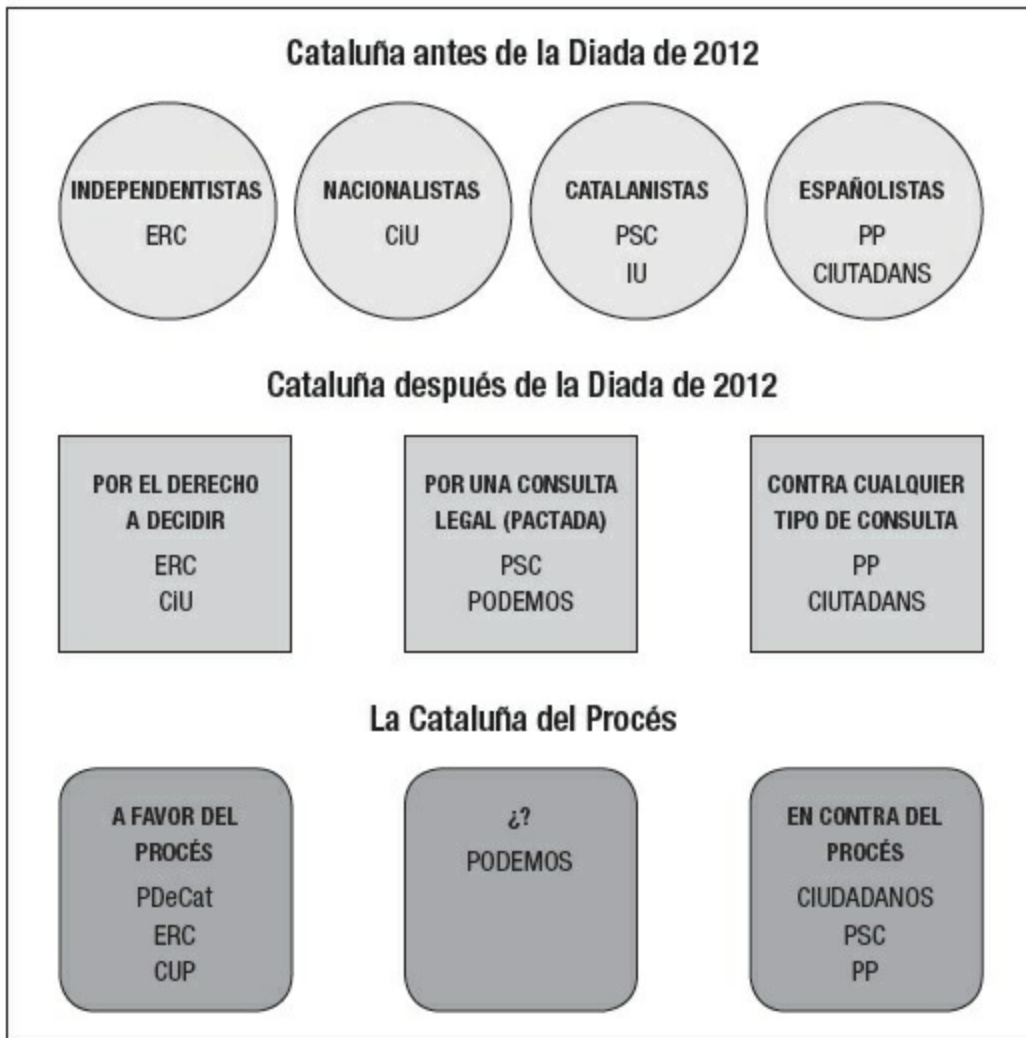 Cataluña antes de la Diada de 2012
INDEPENDENTISTAS
ERC
NACIONALISTAS
CiU
CATALANISTAS
PSC
IU
ESPAÑOLISTAS
PP
CIUTADANS
Cataluña después de la Diada de 2012
POR EL DERECHO
A DECIDIR
ERC
CiU
POR UNA CONSULTA
LEGAL (PACTADA)
PSC
PODEMOS
CONTRA CUALQUIER
TIPO DE CONSULTA
PP
CIUTADANS
La Cataluña del Procés
A FAVOR DEL
PROCÉS
PDeCat
ERC
CUP
¿?
PODEMOS
EN CONTRA DEL
PROCÉS
CIUDADANOS
PSC
PP